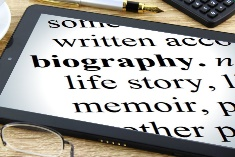 some
written acco
biography. n
life story, l
memoir, p
other p